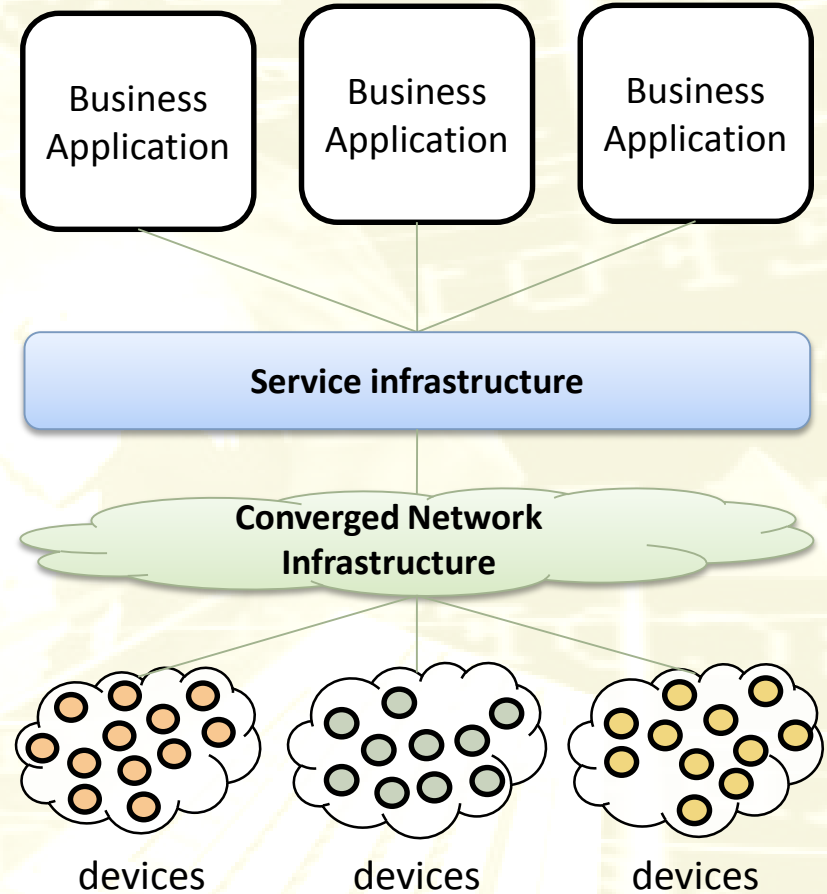 Business
Application
Business
Application
Business
Application
Service infrastructure
Converged Network
Infrastructure
devices
devices
devices